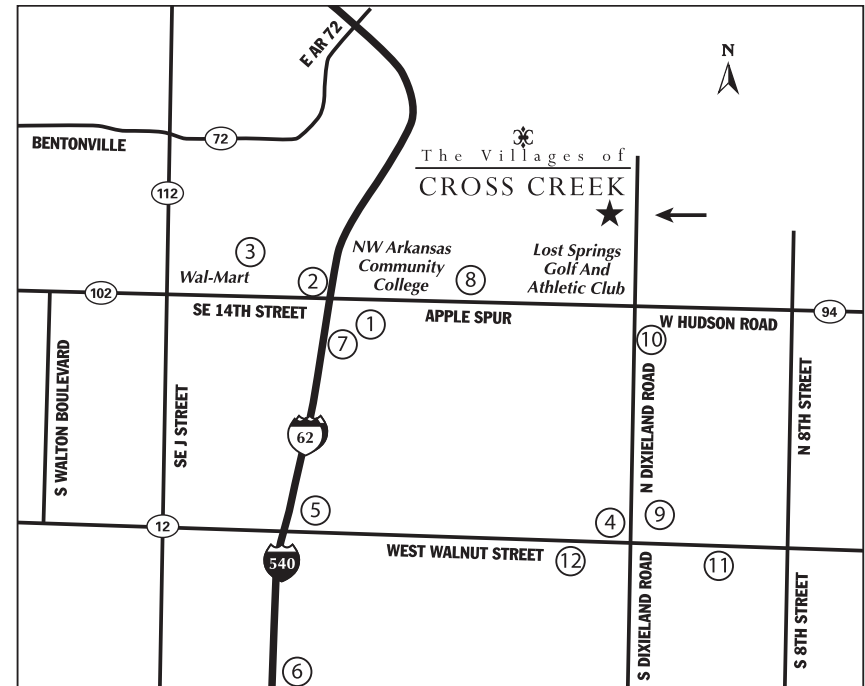 E AR 72
N
BENTONVILLE
72
The Villages of
CROSS CREEK
112
3
Wal-Mart
2
NW Arkansas
Community
College
8
Lost Springs
Golf And
Athletic Club
102
SE 14TH STREET
1
APPLE SPUR
W HUDSON ROAD
94
7
10
S WALTON BOULEVARD
SE J STREET
62
N DIXIELAND ROAD
N 8TH STREET
5
4
9
12
WEST WALNUT STREET
12
11
540
S DIXIELAND ROAD
S 8TH STREET
6